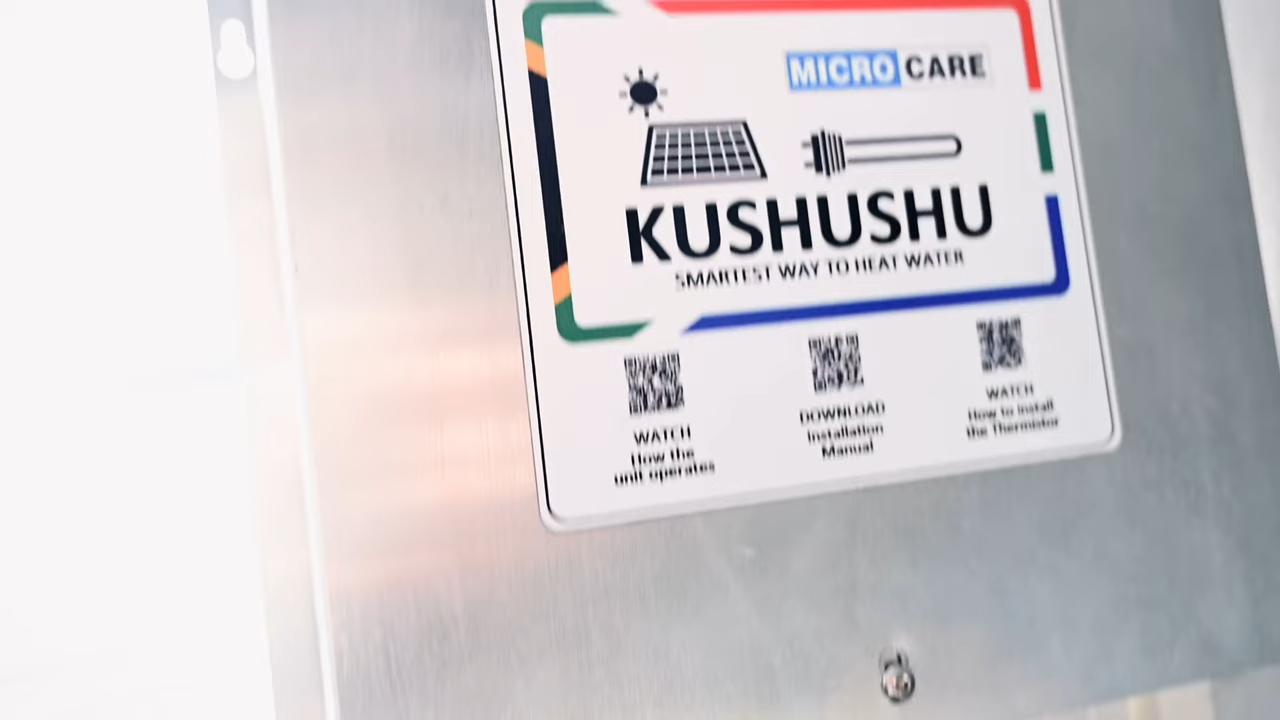 MICRO CARE
KUSHUSHU
SMARTEST WAY TO HEAT WATER
WATCH
How the
unit operates
DOWNLOAD
Installation
Manual
WATCH
How to install
the Thermistor